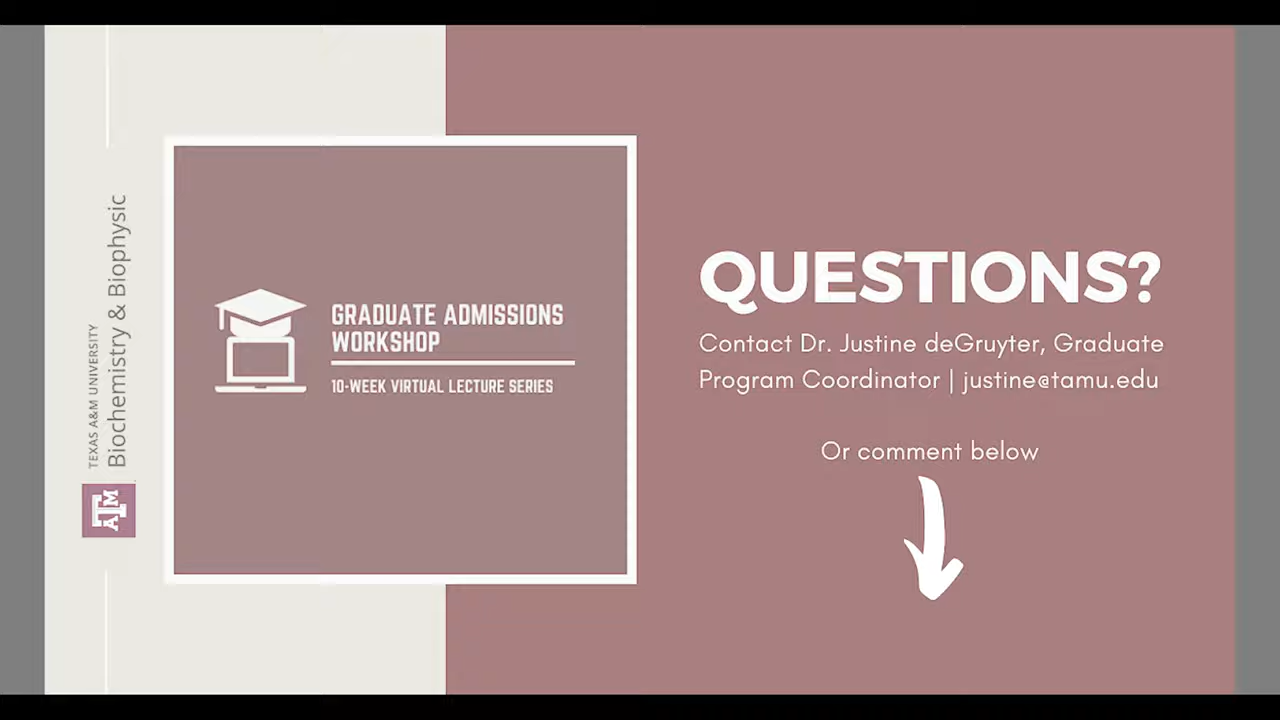 TEXAS A&M UNIVERSITY
Biochemistry & Biophysic
ATM
GRADUATE ADMISSIONS
WORKSHOP
10-WEEK VIRTUAL LECTURE SERIES
QUESTIONS?
Contact Dr. Justine deGruyter, Graduate
Program Coordinator | justine@tamu.edu
Or comment below